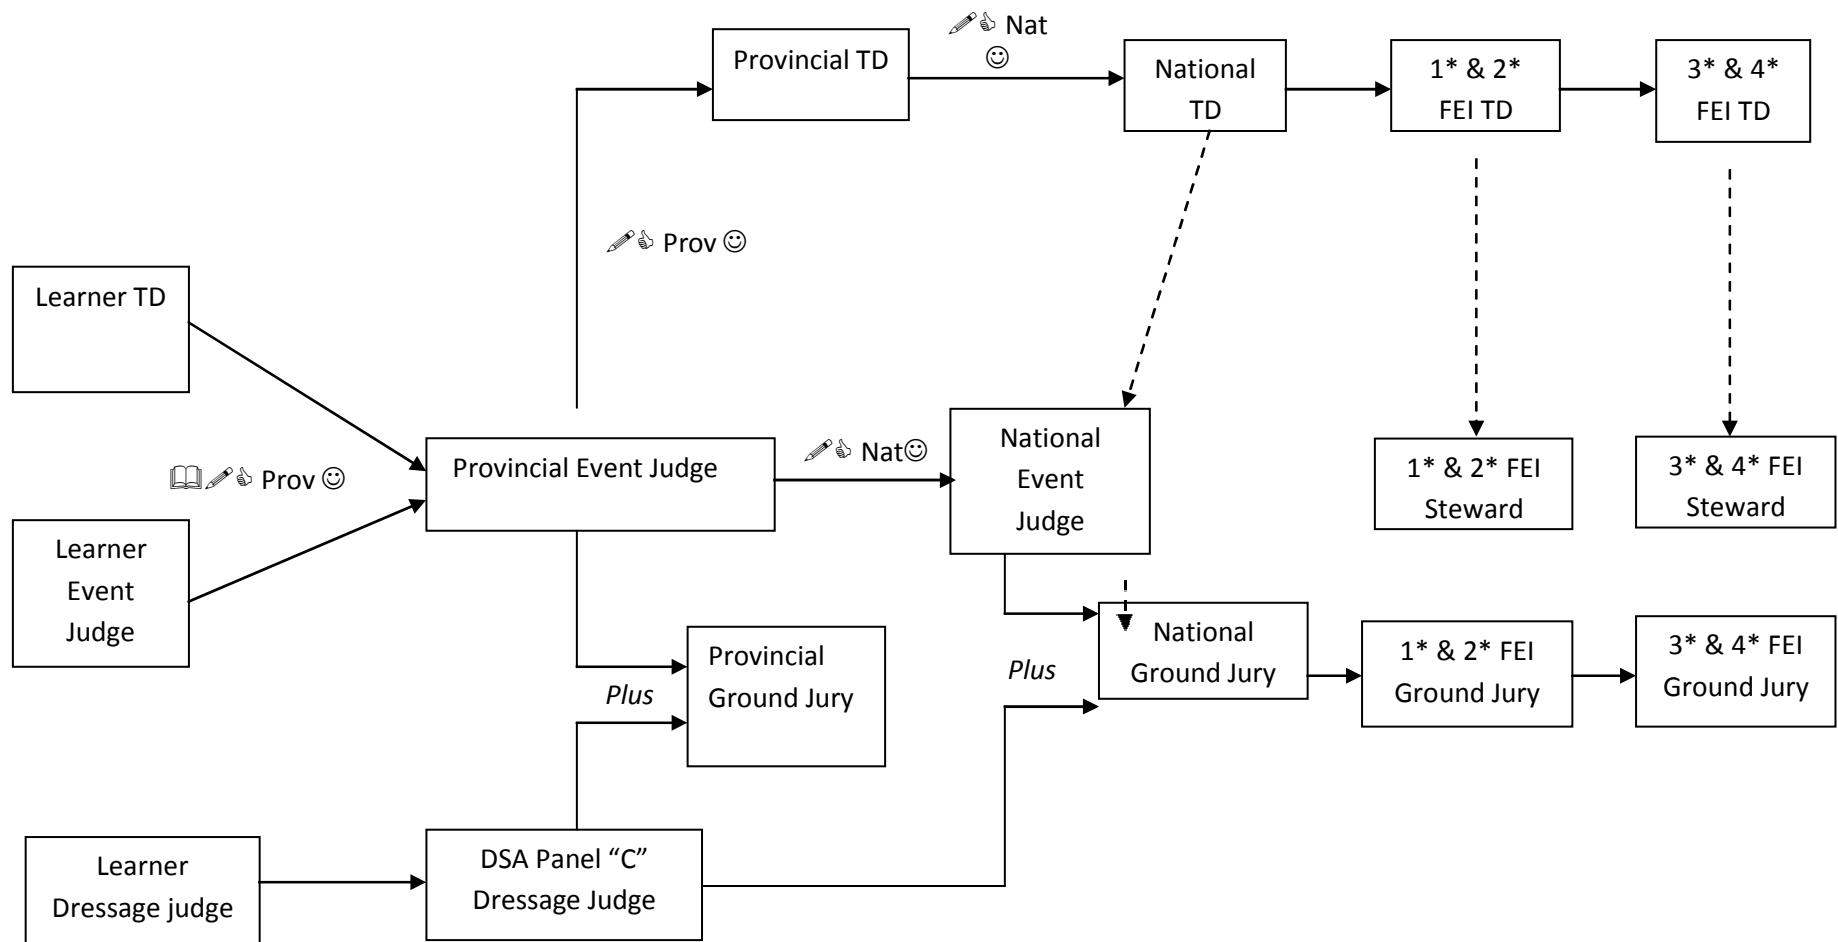 🖉👍 Nat
☺
Provincial TD
National
TD
1* & 2*
FEI TD
3* & 4*
FEI TD
🖉👍 Prov ☺
Learner TD
🕮🖉👍 Prov ☺
Provincial Event Judge
🖉👍 Nat☺
National
Event
Judge
1* & 2* FEI
Steward
3* & 4* FEI
Steward
Learner
Event
Judge
Provincial
Ground Jury
Plus
Plus
National
Ground Jury
1* & 2* FEI
Ground Jury
3* & 4* FEI
Ground Jury
Learner
Dressage judge
DSA Panel “C”
Dressage Judge